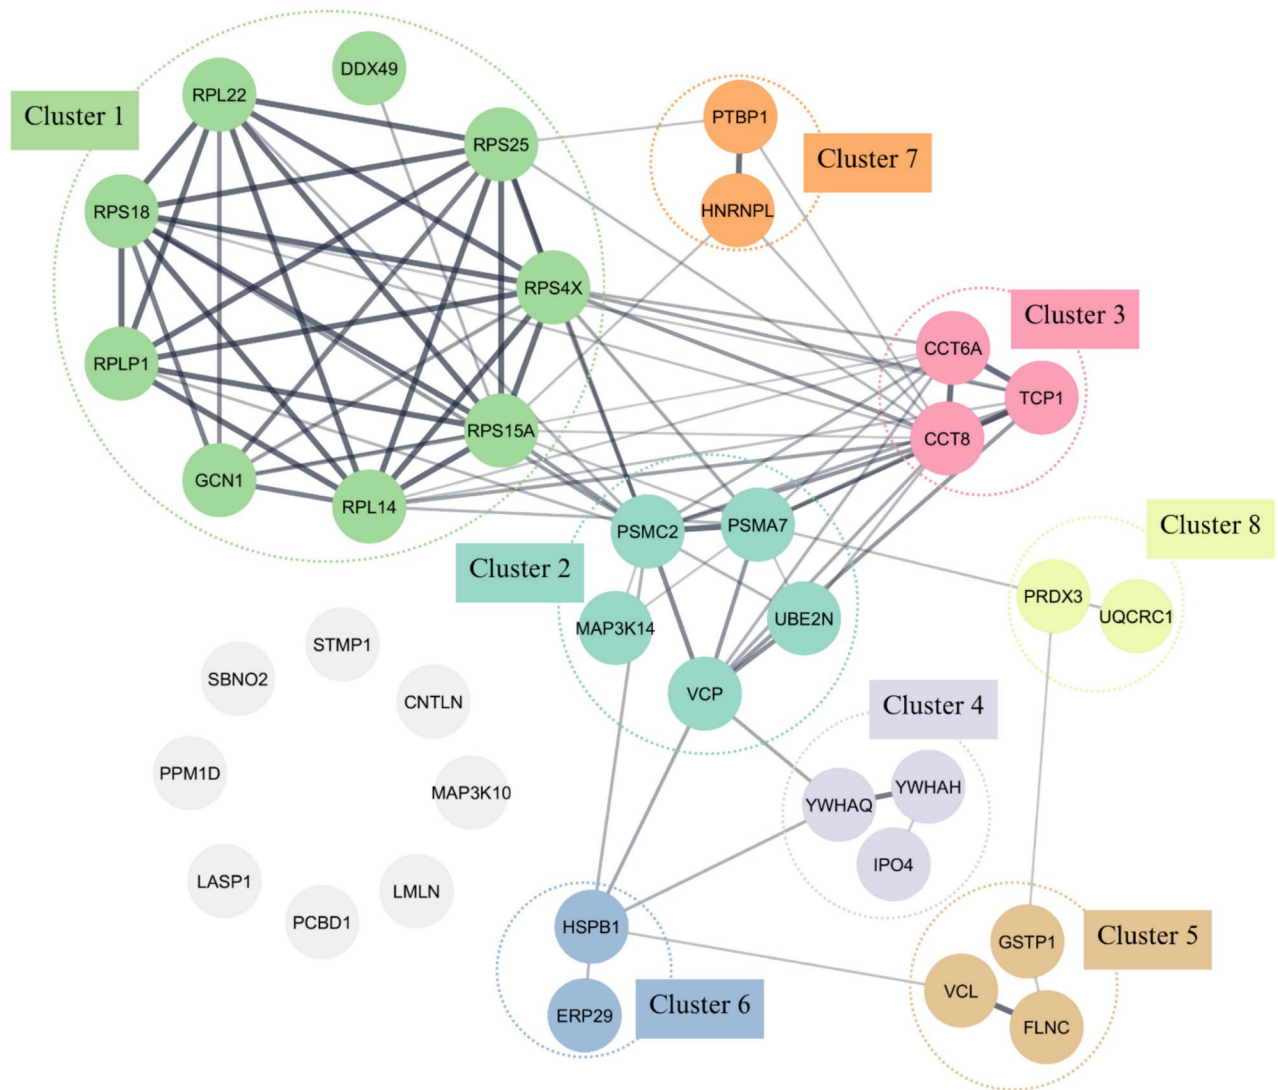 DDX49
RPL22
Cluster 1
PTBP1
RPS25
Cluster 7
RPS18
HNRNPL
RPS4X
Cluster 3
CCT6A
RPLP1
TCP1
RPS15A
CCT8
GCN1
RPL14
PSMA7
PSMC2
Cluster 8
Cluster 2
PRDX3
UQCRC1
UBE2N
MAP3K14
STMP1
SBNO2
VCP
CNTLN
Cluster 4
PPM1D
YWHAH
MAP3K10
YWHAQ
IPO4
LASP1
LMLN
PCBD1
HSPB1
Cluster 5
GSTP1
VCL
Cluster 6
ERP29
FLNC